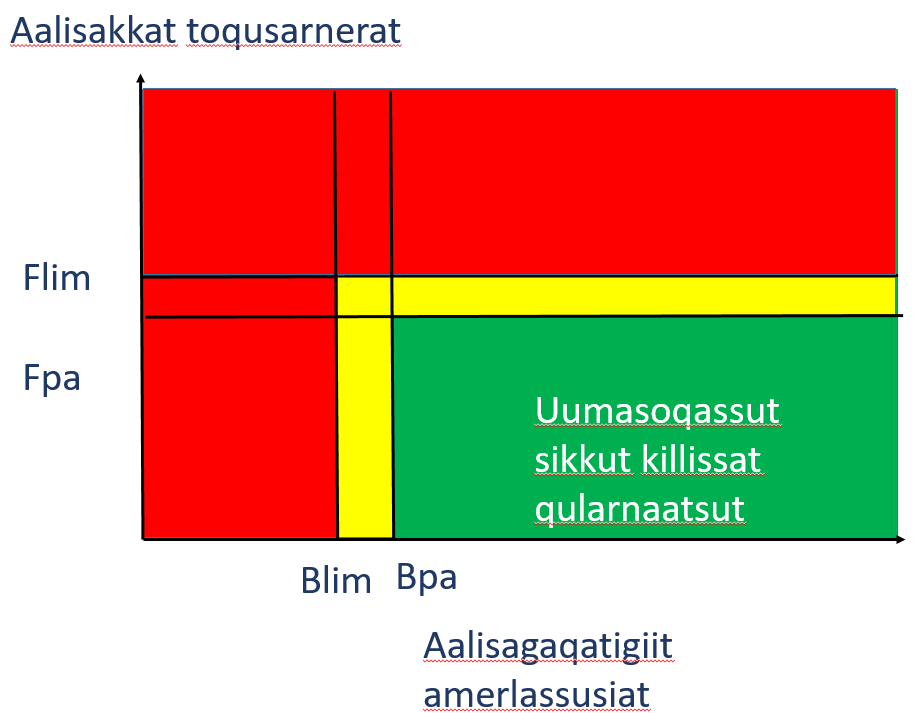 Aalisakkat toqusarnerat
Flim
Fpa
Uumasoqassut
sikkut killissat
qularnaatsut
Blim
Bpa
Aalisagaqatigiit
amerlassusiat